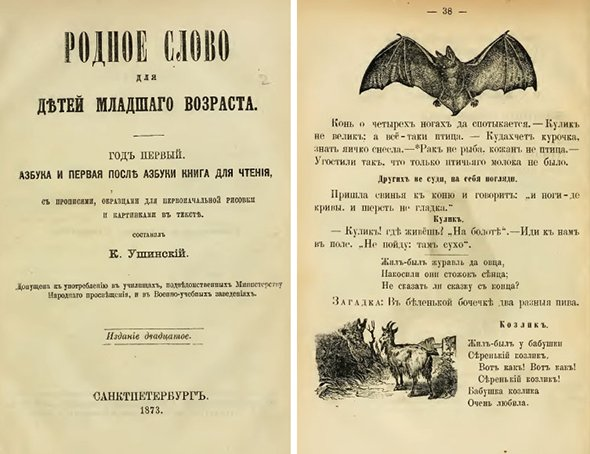 РОДНОЕ СЛОВО
ДЛЯ
ДѢТЕЙ МЛАДШАГО ВОЗРАСТА.
ГОДЪ ПЕРВЫЙ.
АЗБУКА И ПЕРВАЯ ПОСЛѢ АЗБУКИ КНИГА ДЛЯ ЧТЕНІЯ,
СЪ ПРОПИСЯМИ, ОБРАЗЦАМИ ДЛЯ ПЕРВОНАЧАЛЬНОЙ РИСОВКИ
И КАРТИНКАМИ ВЪ ТЕКСТѢ.
СОСТАВИЛЪ
К. Ушинскій.
Допущена къ употребленію въ училищахъ, подвѣдомственныхъ Министерству
Народнаго просвѣщенія, и въ Военно-учебныхъ заведеніяхъ.
Изданіе двадцатое.
САНКТПЕТЕРБУРГЪ.
1873.
— 38 —
Конь о четырехъ ногахъ да спотыкается. — Куликъ
не великъ: а всё-таки птица. — Кудахчетъ курочка,
знать яичко снесла. — *Ракъ не рыба, кожанъ не птица. —
Угостили такъ, что только птичьяго молока не было.
Другихъ не суди, на себя погляди.
Пришла свинья къ коню и говоритъ: „и ноги-де
кривы, и шерсть не гладка."
Куликъ.
— Куликъ! гдѣ живёшь? „На болотѣ". — Иди къ намъ
въ поле. „Не пойду: тамъ сухо".
Жилъ-былъ журавль да овца,
Накосили они стожокъ сѣнца;
Не сказать ли сказку съ конца?
ЗАГАДКА: Въ бѣленькой бочечкѣ два разныя пива.
Козликъ.
Жилъ-былъ у бабушки
Сѣренькій козликъ,
Вотъ какъ! Вотъ какъ!
Сѣренькій козликъ!
Бабушка козлика
Очень любила.